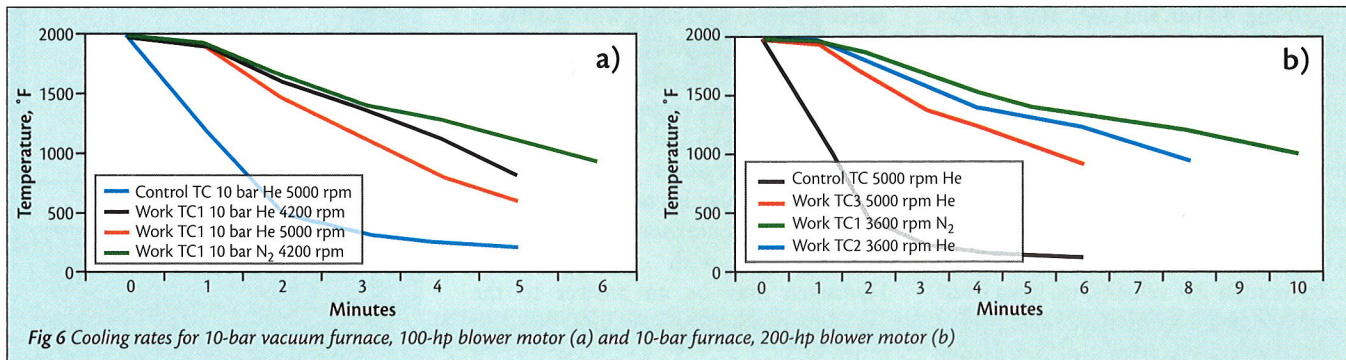 a)
Temperature, °F
2000
1500
1000
500
0
Control TC 10 bar He 5000 rpm
Work TC1 10 bar He 4200 rpm
Work TC1 10 bar He 5000 rpm
Work TC1 10 bar N₂ 4200 rpm
0 1 2 3 4 5 6
Minutes
b)
Temperature, °F
2000
1500
1000
500
0
Control TC 5000 rpm He
Work TC3 5000 rpm He
Work TC1 3600 rpm N₂
Work TC2 3600 rpm He
0 1 2 3 4 5 6 7 8 9 10
Minutes
Fig 6 Cooling rates for 10-bar vacuum furnace, 100-hp blower motor (a) and 10-bar furnace, 200-hp blower motor (b)